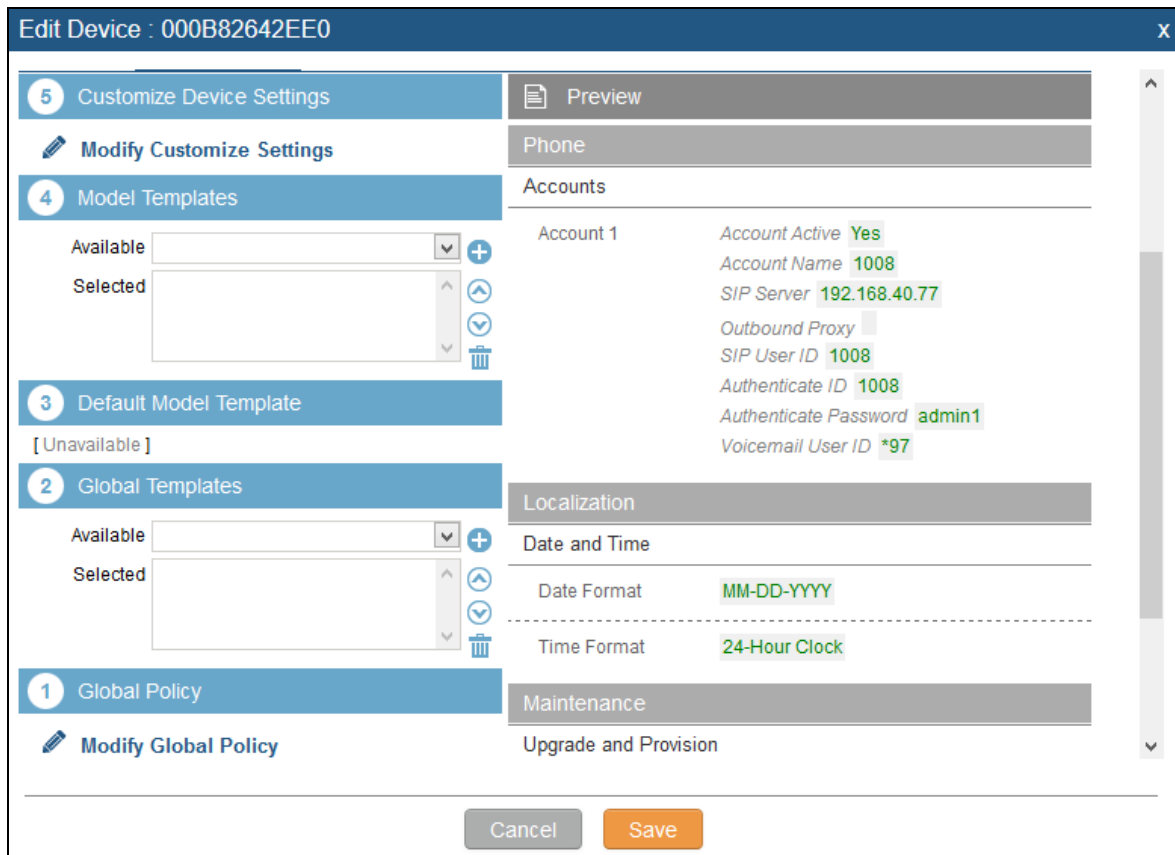 Edit Device : 000B82642EE0 x
5 Customize Device Settings
Modify Customize Settings
4 Model Templates
Available
Selected
3 Default Model Template
[ Unavailable ]
2 Global Templates
Available
Selected
1 Global Policy
Modify Global Policy
Preview
Phone
Accounts
Account 1
Account Active Yes
Account Name 1008
SIP Server 192.168.40.77
Outbound Proxy
SIP User ID 1008
Authenticate ID 1008
Authenticate Password admin1
Voicemail User ID *97
Localization
Date and Time
Date Format MM-DD-YYYY
Time Format 24-Hour Clock
Maintenance
Upgrade and Provision
Cancel Save